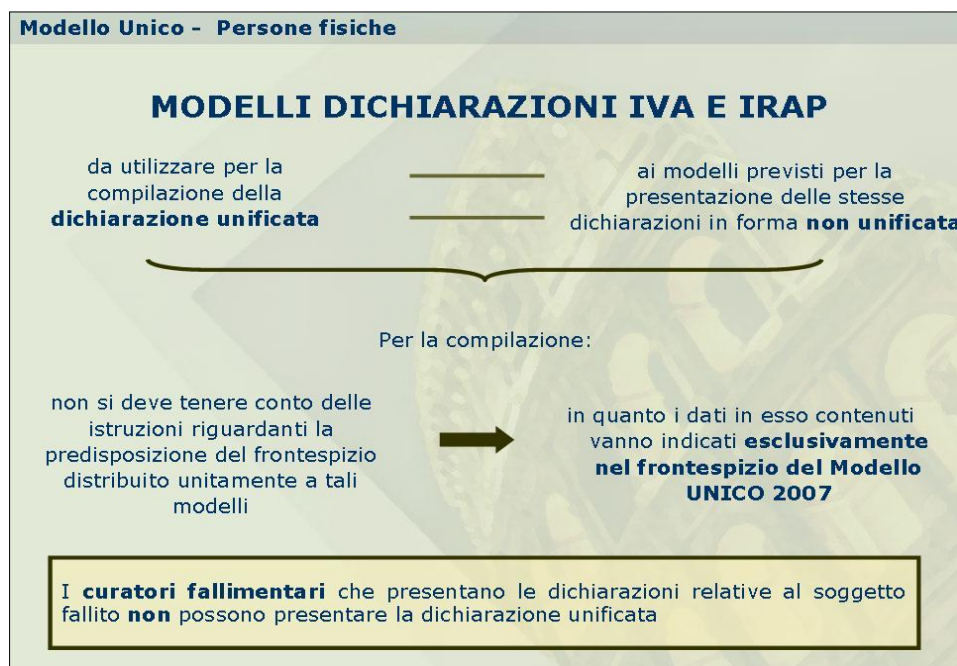 Modello Unico - Persone fisiche
MODELLI DICHIARAZIONI IVA E IRAP
da utilizzare per la
compilazione della
dichiarazione unificata
ai modelli previsti per la
presentazione delle stesse
dichiarazioni in forma non unificata
Per la compilazione:
non si deve tenere conto delle
istruzioni riguardanti la
predisposizione del frontespizio
distribuito unitamente a tali
modelli
in quanto i dati in esso contenuti
vanno indicati esclusivamente
nel frontespizio del Modello
UNICO 2007
I curatori fallimentari che presentano le dichiarazioni relative al soggetto
fallito non possono presentare la dichiarazione unificata